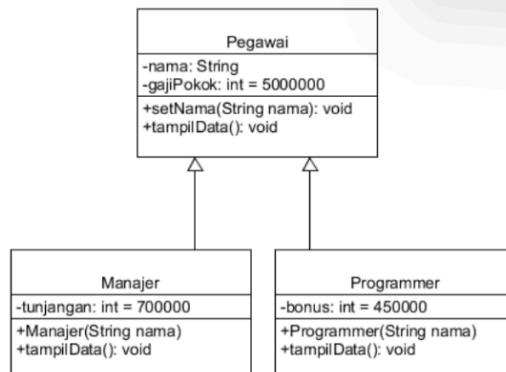 Pegawai
-nama: String
-gajiPokok: int = 5000000
+setNama(String nama): void
+tampilData(): void
Manajer
-tunjangan: int = 700000
+Manajer(String nama)
+tampilData(): void
Programmer
-bonus: int = 450000
+Programmer(String nama)
+tampilData(): void